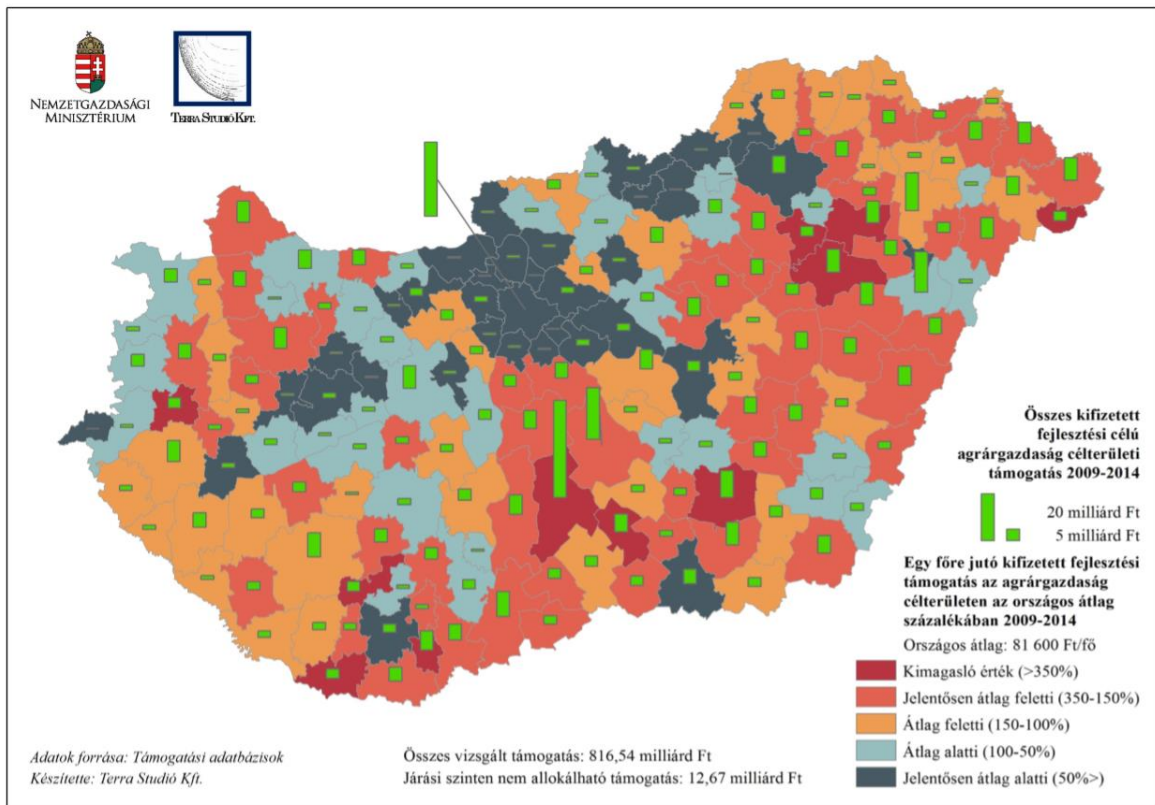 NEMZETGAZDASÁGI
MINISZTÉRIUM
TERRA STUDIÓ KFT.
Összes kifizetett
fejlesztési célú
agrárgazdaság célterületi
támogatás 2009-2014
20 milliárd Ft
5 milliárd Ft
Egy főre jutó kifizetett fejlesztési
támogatás az agrárgazdaság
célterületen az országos átlag
százalékában 2009-2014
Országos átlag: 81 600 Ft/fő
Kimagasló érték (>350%)
Jelentősen átlag feletti (350-150%)
Átlag feletti (150-100%)
Átlag alatti (100-50%)
Jelentősen átlag alatti (50%>)
Adatok forrása: Támogatási adatbázisok
Készítette: Terra Studió Kft.
Összes vizsgált támogatás: 816,54 milliárd Ft
Járási szinten nem allokálható támogatás: 12,67 milliárd Ft